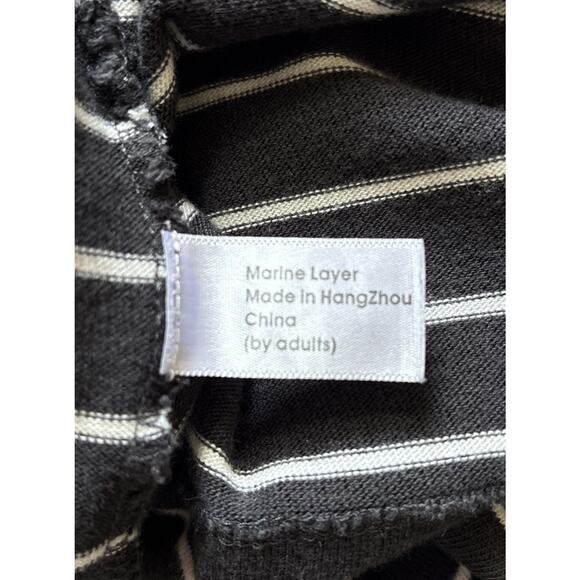 Marine Layer
Made in HangZhou
China
(by adults)